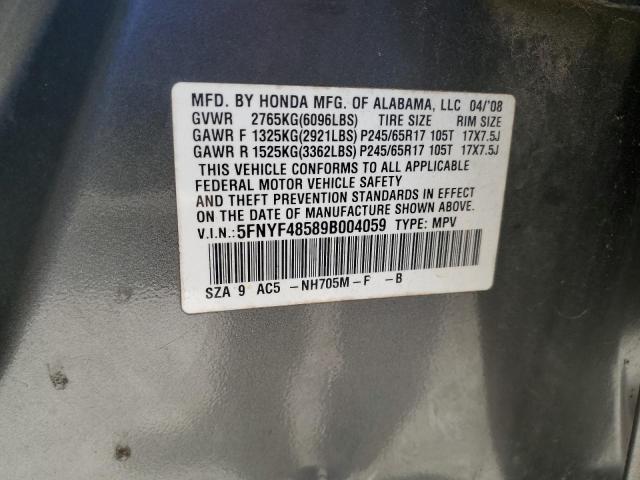 MFD. BY HONDA MFG. OF ALABAMA, LLC 04/'08
GVWR 2765KG(6096LBS) TIRE SIZE RIM SIZE
GAWR F 1325KG(2921LBS) P245/65R17 105T 17X7.5J
GAWR R 1525KG(3362LBS) P245/65R17 105T 17X7.5J
THIS VEHICLE CONFORMS TO ALL APPLICABLE
FEDERAL MOTOR VEHICLE SAFETY
AND THEFT PREVENTION STANDARDS IN EFFECT
ON THE DATE OF MANUFACTURE SHOWN ABOVE.
V.I.N.:5FNYF48589B004059 TYPE: MPV
SZA 9 AC5 -NH705M-F -B